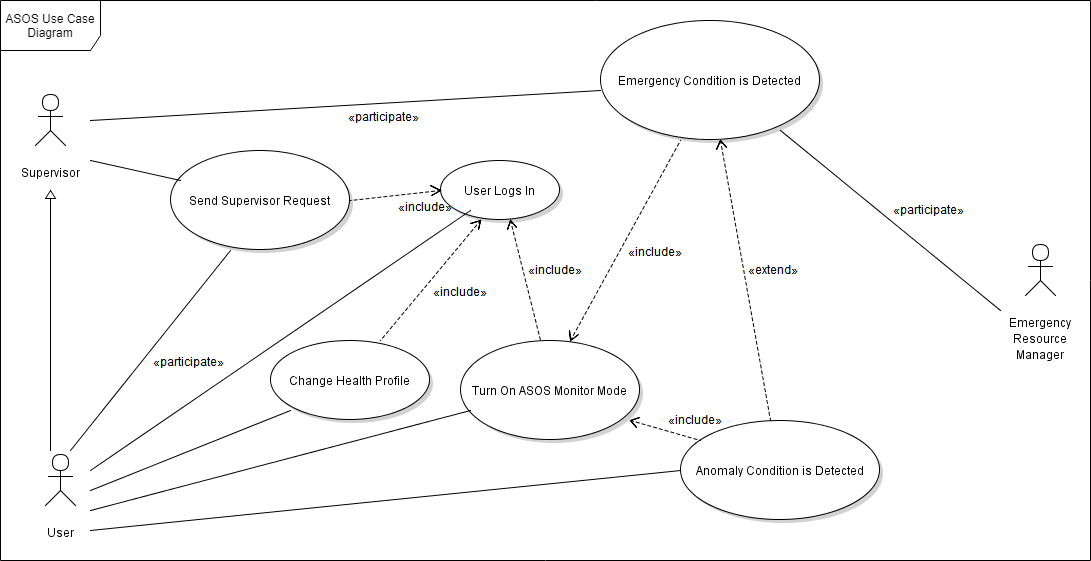 ASOS Use Case
Diagram
Emergency Condition is Detected
«participate»
Supervisor
User Logs In
Send Supervisor Request
«include»
«participate»
«include»
«include»
«extend»
«include»
Emergency
Resource
Manager
«participate»
Change Health Profile
Turn On ASOS Monitor Mode
«include»
Anomaly Condition is Detected
User